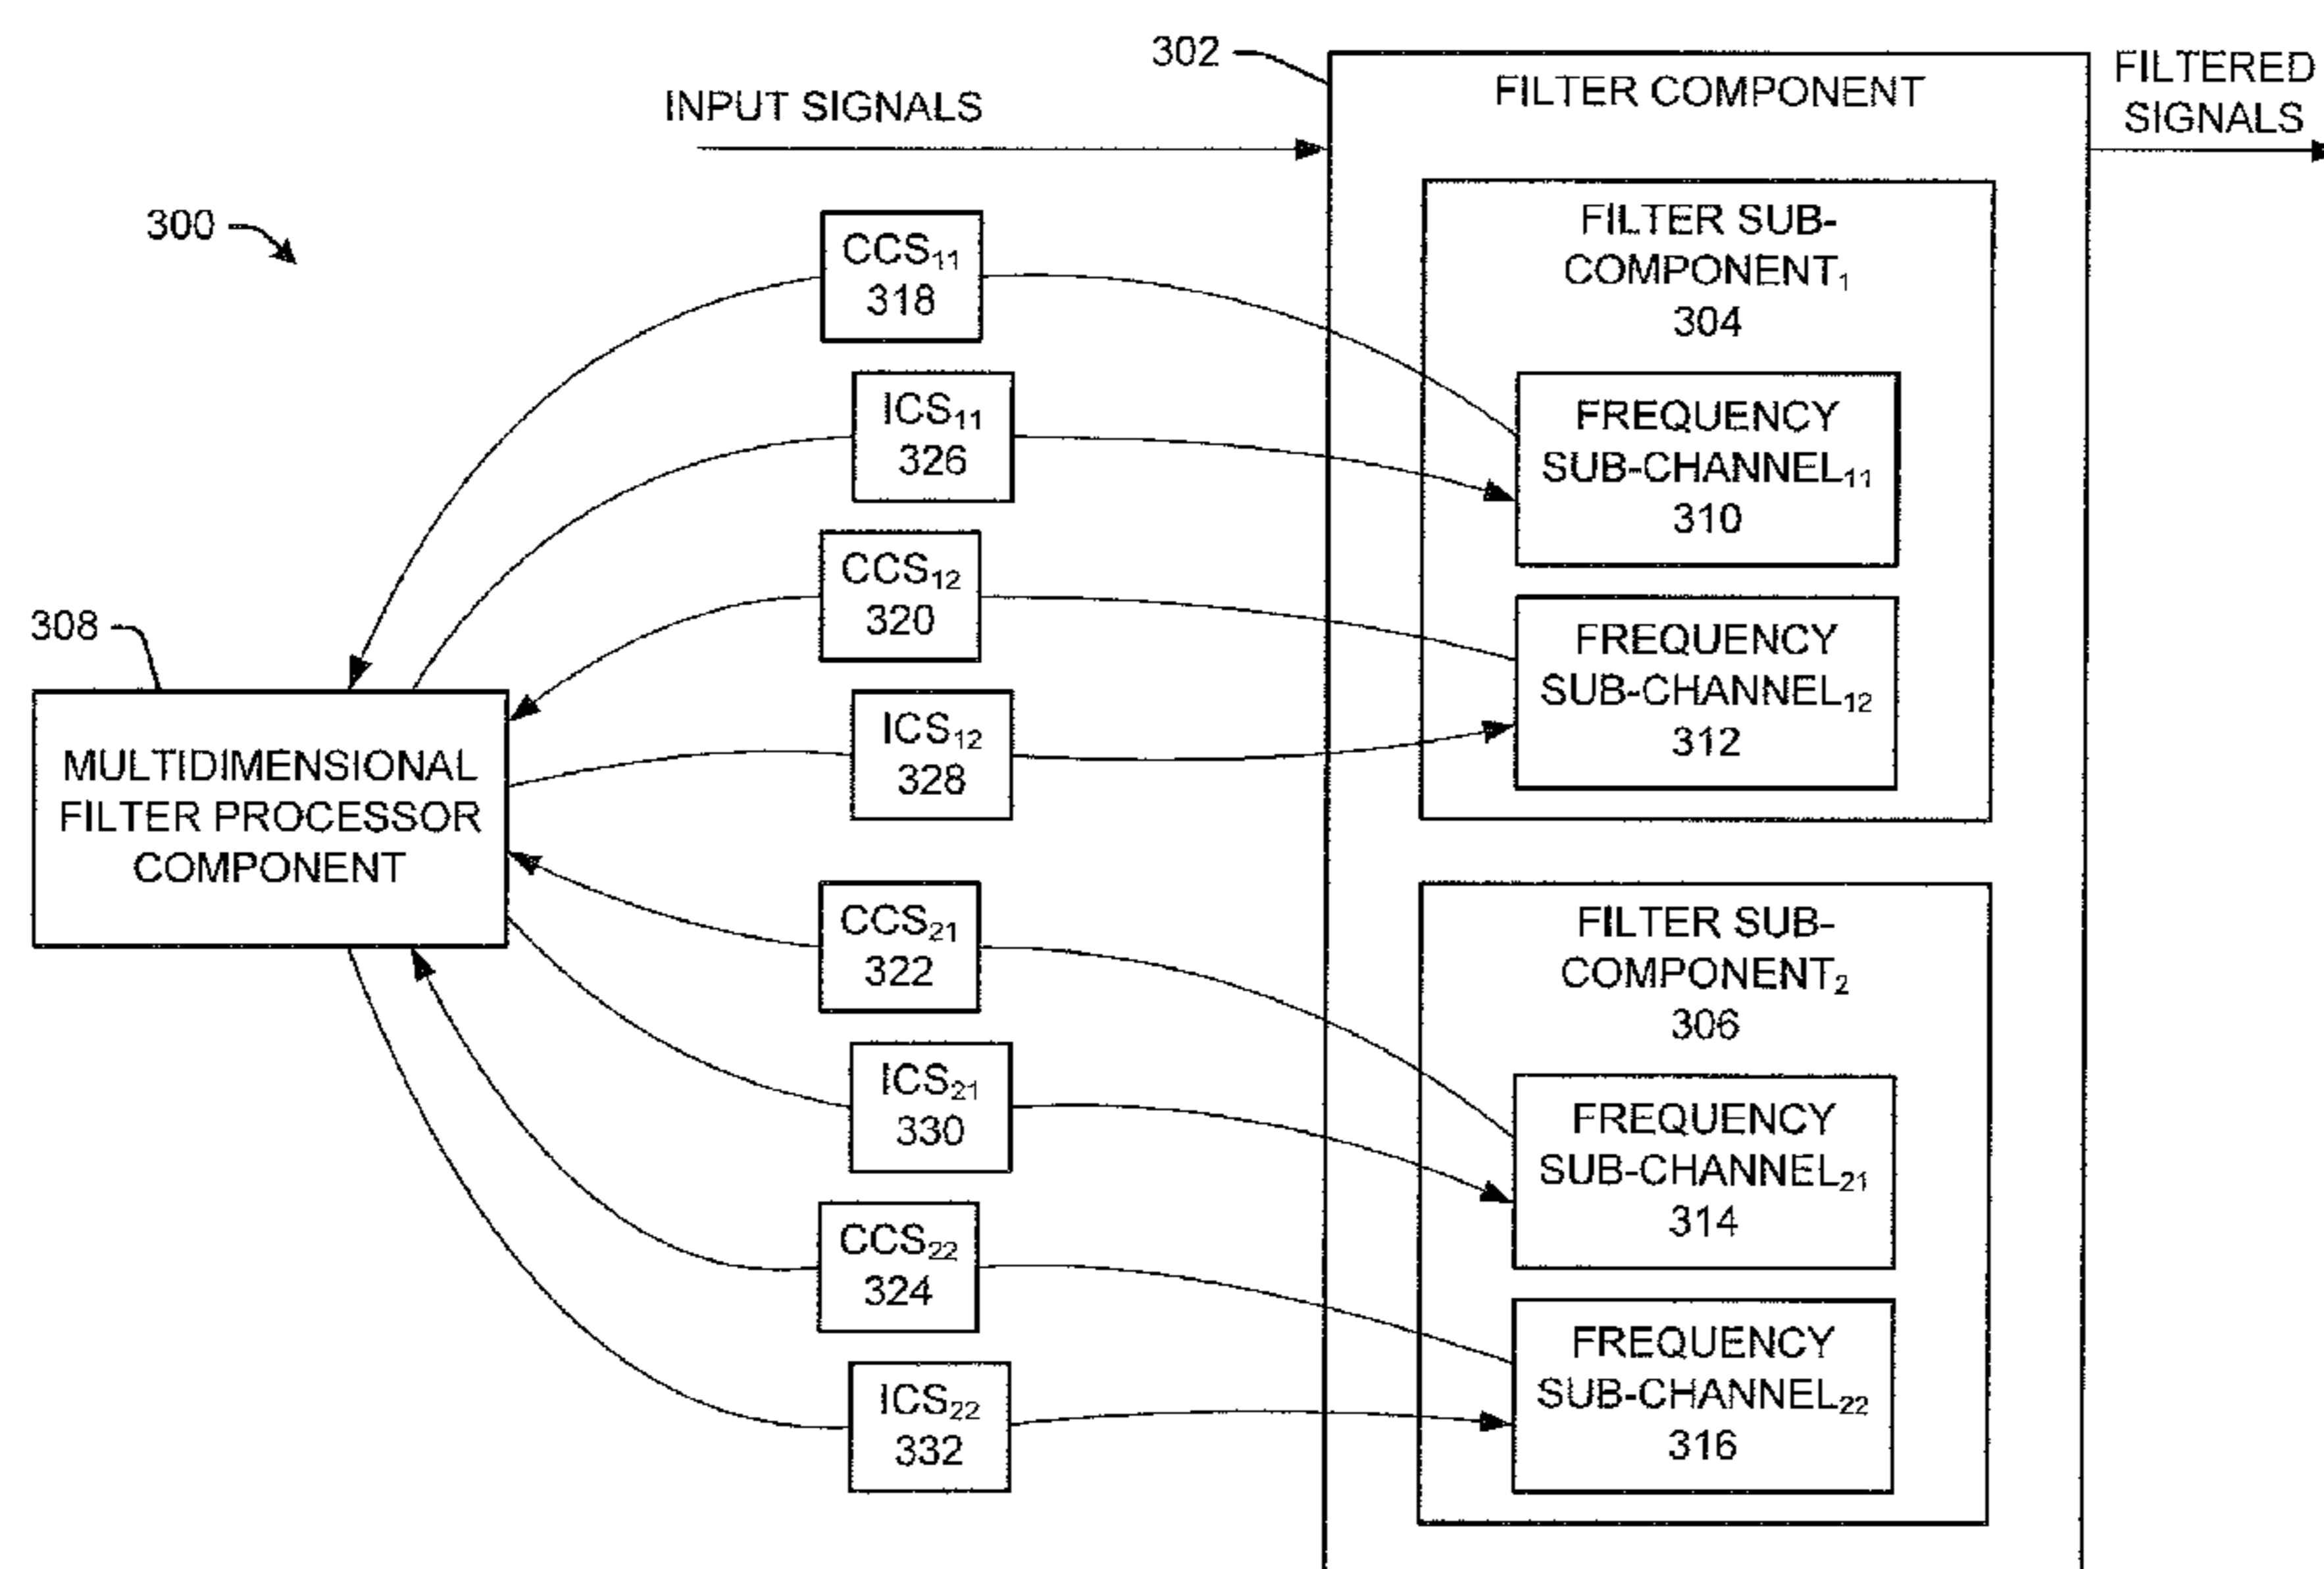 302
FILTER COMPONENT
FILTERED
SIGNALS
INPUT SIGNALS
300
FILTER SUB-
COMPONENT₁
304
CCS₁₁
318
ICS₁₁
326
FREQUENCY
SUB-CHANNEL₁₁
310
CCS₁₂
320
FREQUENCY
SUB-CHANNEL₁₂
312
308
ICS₁₂
328
MULTIDIMENSIONAL
FILTER PROCESSOR
COMPONENT
CCS₂₁
322
FILTER SUB-
COMPONENT₂
306
ICS₂₁
330
FREQUENCY
SUB-CHANNEL₂₁
314
CCS₂₂
324
FREQUENCY
SUB-CHANNEL₂₂
316
ICS₂₂
332